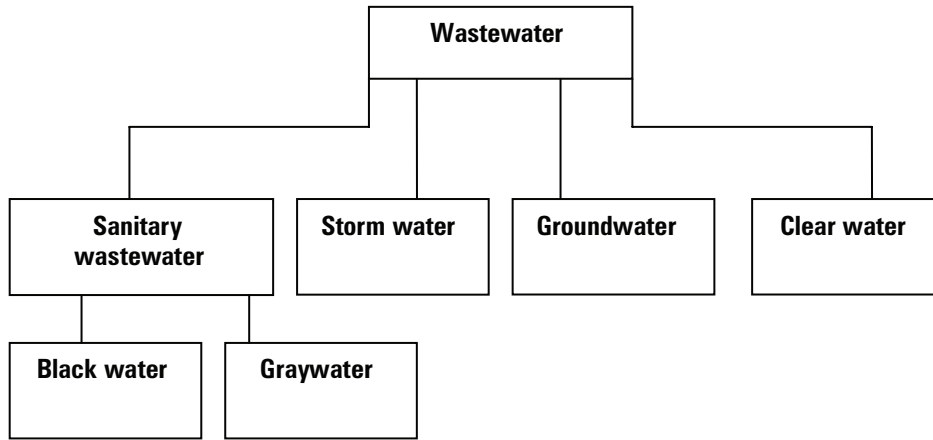 Wastewater
Sanitary
wastewater
Storm water
Groundwater
Clear water
Black water
Graywater